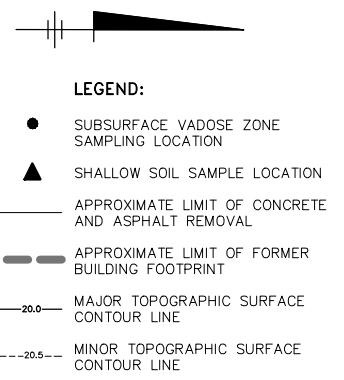 LEGEND:
SUBSURFACE VADOSE ZONE
SAMPLING LOCATION
SHALLOW SOIL SAMPLE LOCATION
APPROXIMATE LIMIT OF CONCRETE
AND ASPHALT REMOVAL
APPROXIMATE LIMIT OF FORMER
BUILDING FOOTPRINT
20.0 MAJOR TOPOGRAPHIC SURFACE
CONTOUR LINE
20.5 MINOR TOPOGRAPHIC SURFACE
CONTOUR LINE